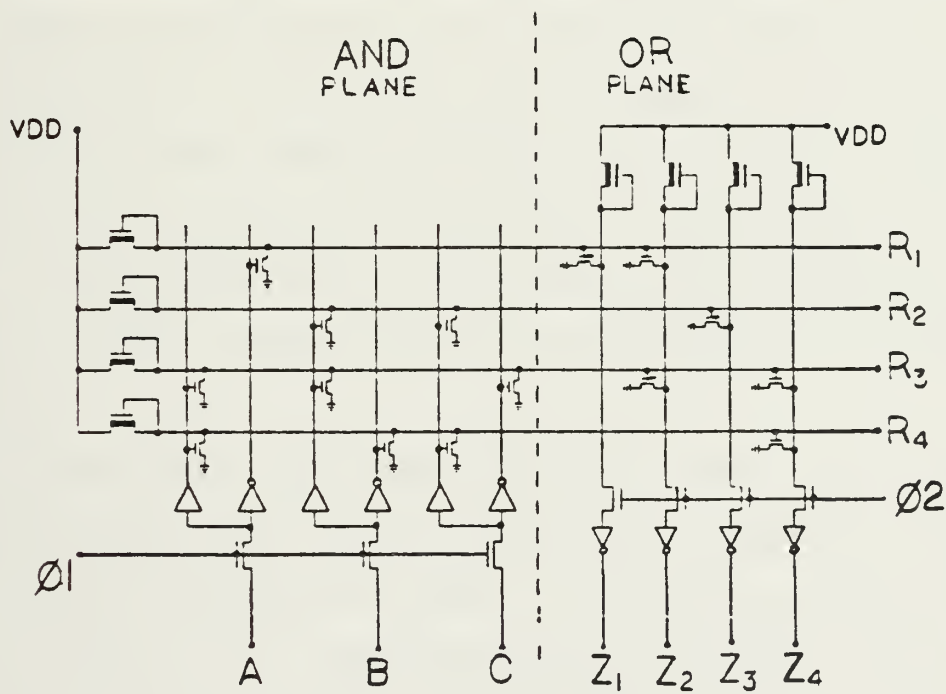 AND
PLANE
OR
PLANE
VDD
VDD
R1
R2
R3
R4
Ø2
Ø1
A
B
C
Z1
Z2
Z3
Z4